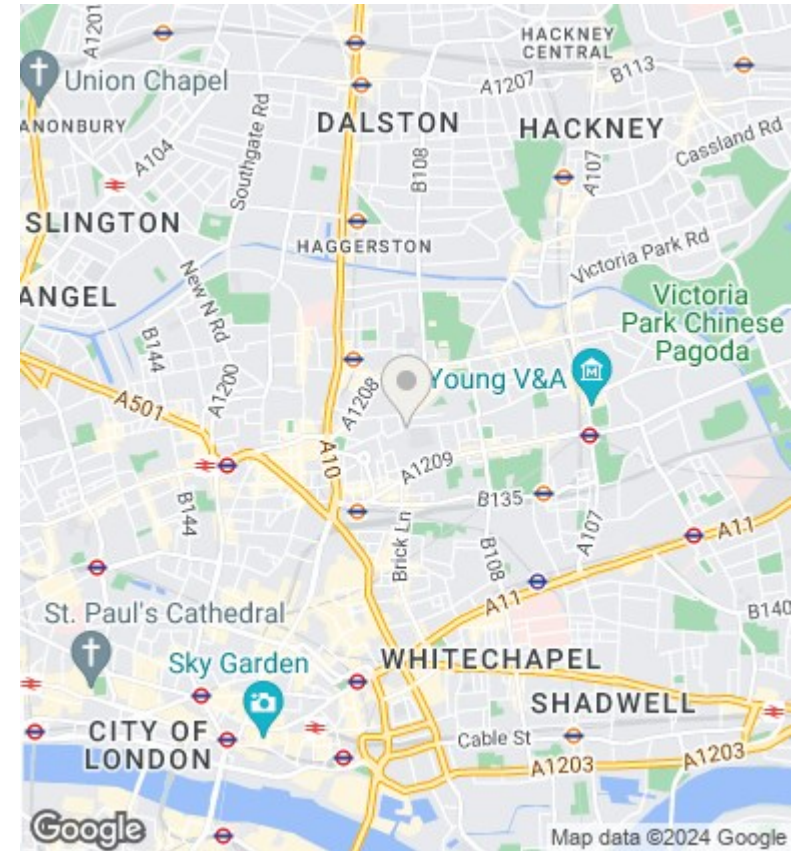 A1201
HACKNEY
CENTRAL
B113
Union Chapel
A1207
ANONBURY
DALSTON
HACKNEY
Cassland Rd
A104
Southgate Rd
B108
A107
SLINGTON
HAGGERSTON
Victoria Park Rd
ANGEL
New N Rd
Victoria
Park Chinese
Pagoda
B144
A1200
Young V&A
M
A501
A1208
A10
A1209
B144
B135
Brick Ln
B108
A107
A11
A11
B140
St. Paul's Cathedral
WHITECHAPEL
Sky Garden
SHADWELL
CITY OF
LONDON
Cable St
A1203
A1203
Google
Map data ©2024 Google